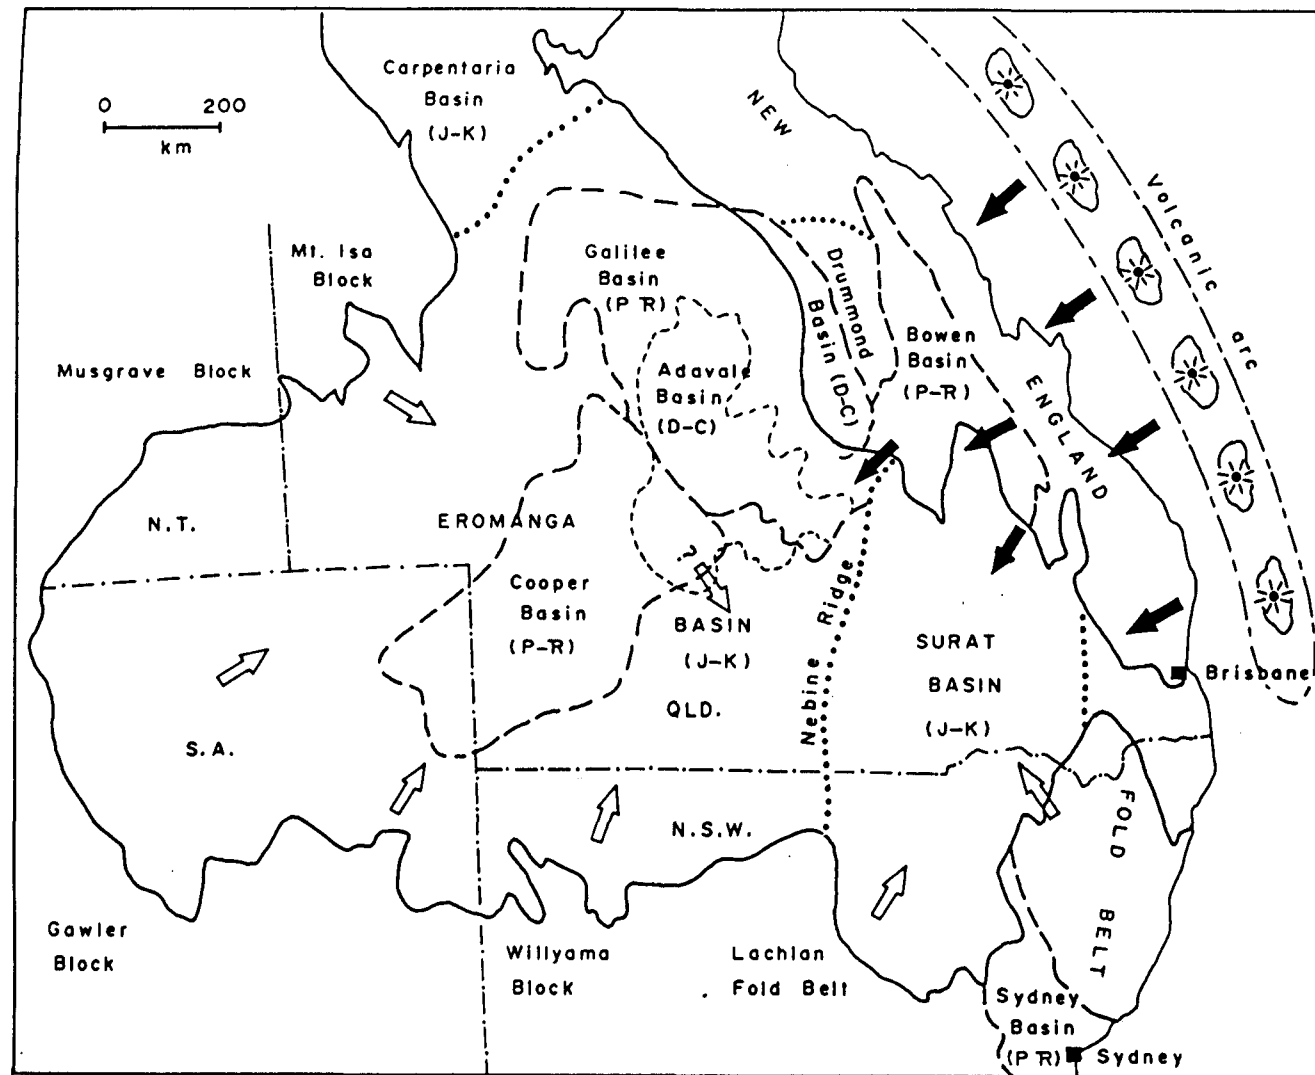 Carpentaria
Basin
(J-K)
0 200
km
NEW
Volcanic
arc
Mt. Isa
Block
Galilee
Basin
(P-R)
Drummond
Basin (D-C)
Bowen
Basin
(P-R)
Musgrave Block
Adavale
Basin
(D-C)
ENGLAND
N.T.
EROMANGA
?
Cooper
Basin
(P-R)
BASIN
(J-K)
Nebine Ridge
SURAT
BASIN
(J-K)
Brisbane
QLD.
S.A.
N.S.W.
FOLD
BELT
Gawler
Block
Willyama
Block
Lachlan
Fold Belt
Sydney
Basin
(P-R)
Sydney